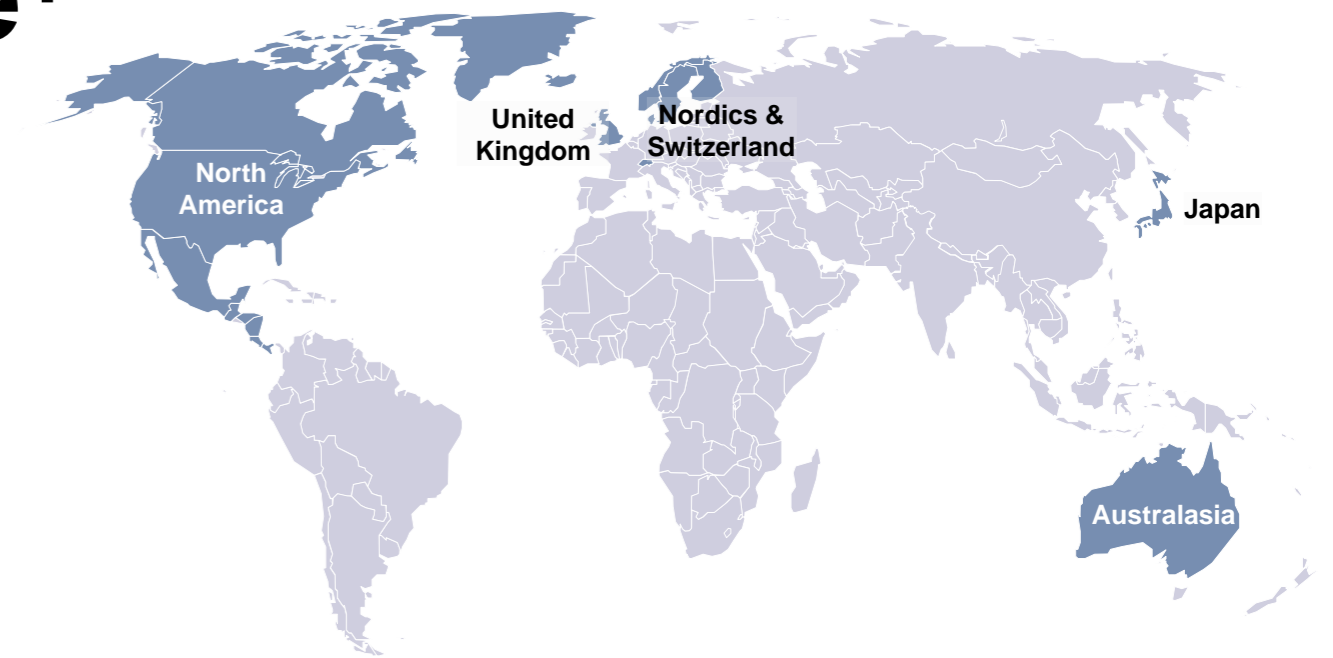 United
Kingdom
Nordics &
Switzerland
North
America
Japan
Australasia